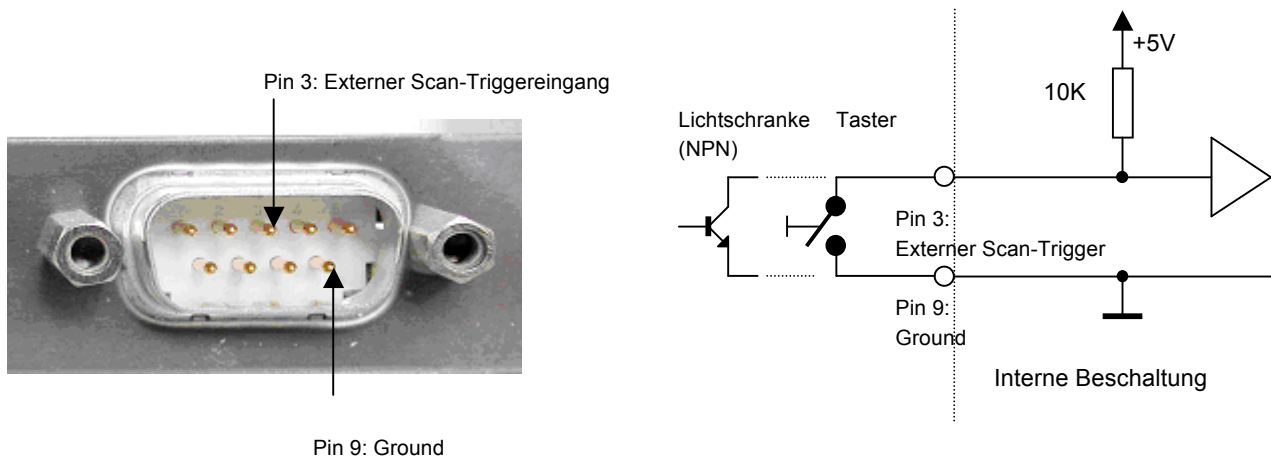 Pin 3: Externer Scan-Triggereingang
Pin 9: Ground
+5V
10K
Lichtschranke Taster
(NPN)
Pin 3:
Externer Scan-Trigger
Pin 9:
Ground
Interne Beschaltung